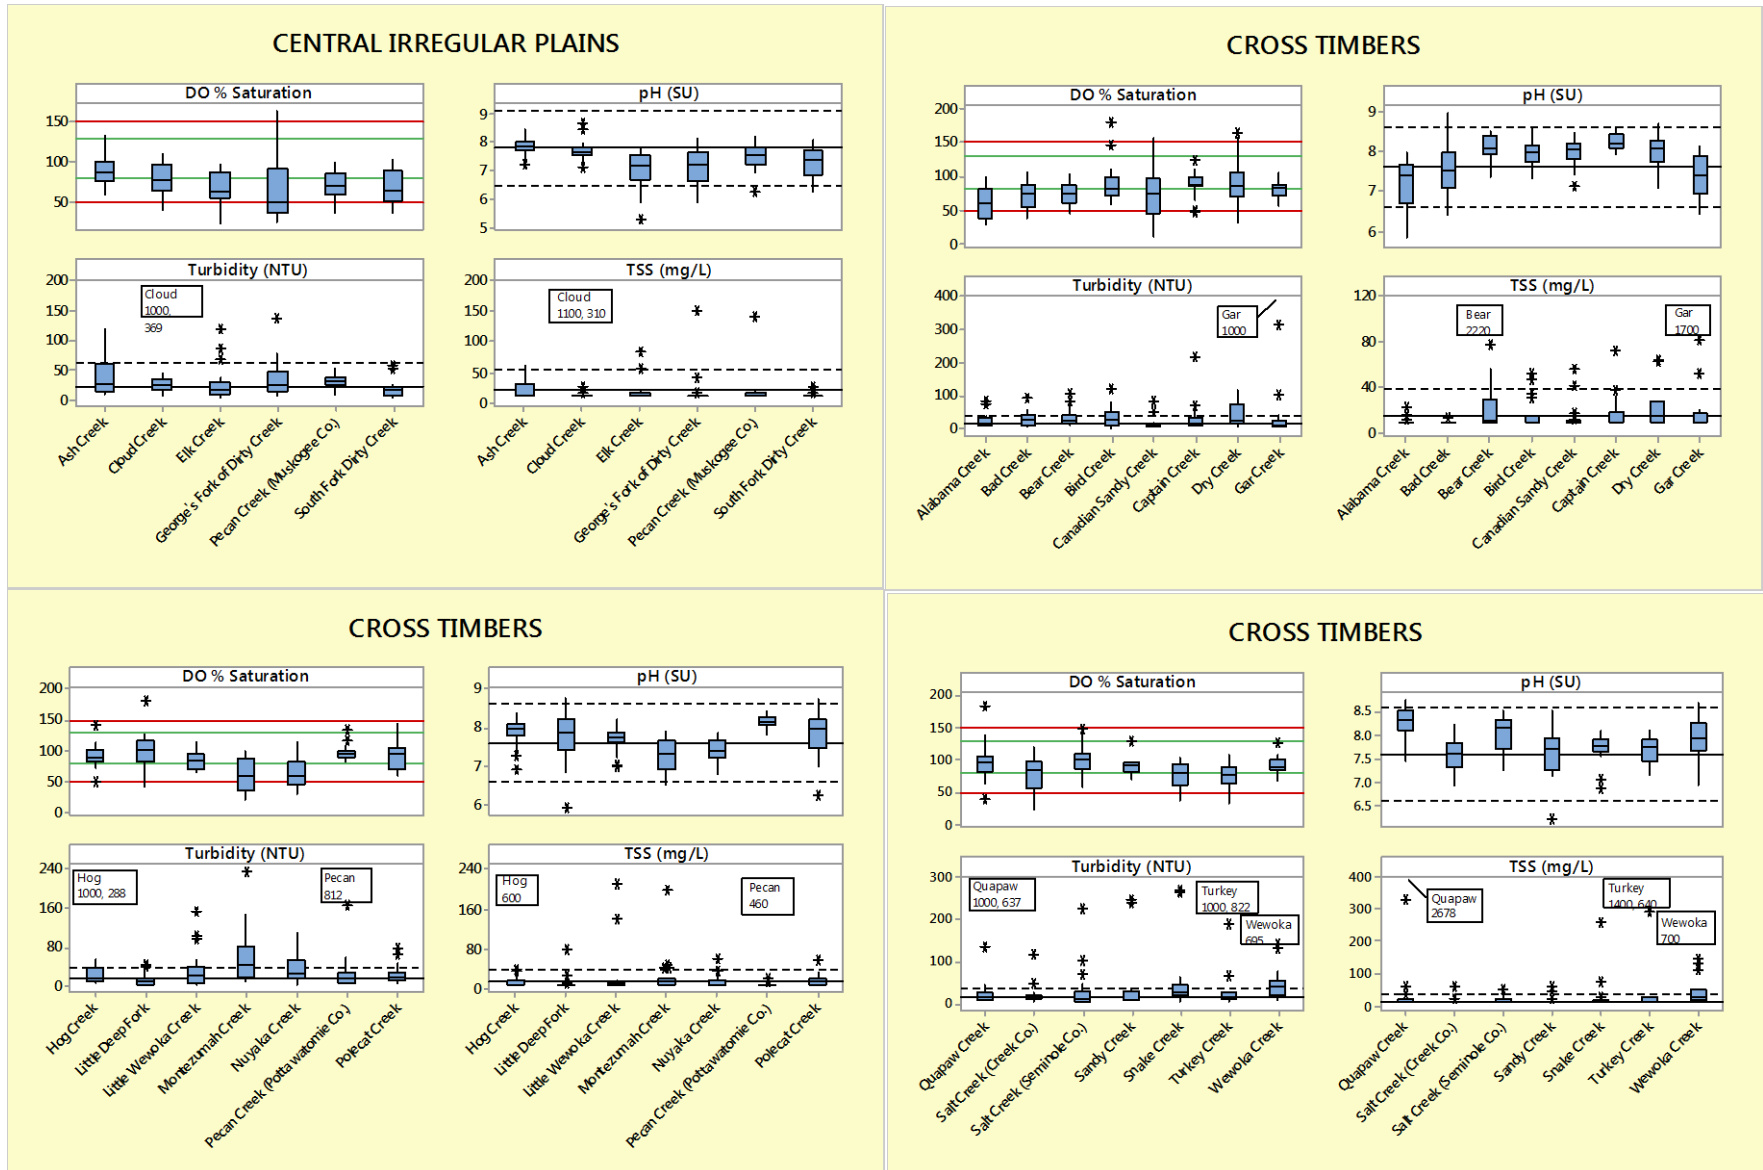 CENTRAL IRREGULAR PLAINS
DO % Saturation
150
100
50
Turbidity (NTU)
200
150
100
50
0
Cloud
1000,
369
Ash Creek
Cloud Creek
Elk Creek
George's Fork of Dirty Creek
Pecan Creek (Muskogee Co.)
South Fork Dirty Creek
pH (SU)
9
8
7
6
5
TSS (mg/L)
200
150
100
50
0
Cloud
1100, 310
Ash Creek
Cloud Creek
Elk Creek
George's Fork of Dirty Creek
Pecan Creek (Muskogee Co.)
South Fork Dirty Creek
CROSS TIMBERS
DO % Saturation
200
150
100
50
0
Turbidity (NTU)
400
300
200
100
0
Gar
1000
Alabama Creek
Bad Creek
Bear Creek
Bird Creek
Canadian Sandy Creek
Captain Creek
Dry Creek
Gar Creek
pH (SU)
9
8
7
6
TSS (mg/L)
120
80
40
0
Bear
2220
Gar
1700
Alabama Creek
Bad Creek
Bear Creek
Bird Creek
Canadian Sandy Creek
Captain Creek
Dry Creek
Gar Creek
CROSS TIMBERS
DO % Saturation
200
150
100
50
0
Turbidity (NTU)
240
160
80
0
Hog
1000, 288
Pecan
812
Hog Creek
Little Deep Fork
Little Wewoka Creek
Montezumah Creek
Nuyaka Creek
Pecan Creek (Pottawatomie Co.)
Polecat Creek
pH (SU)
9
8
7
6
TSS (mg/L)
240
160
80
0
Hog
600
Pecan
460
Hog Creek
Little Deep Fork
Little Wewoka Creek
Montezumah Creek
Nuyaka Creek
Pecan Creek (Pottawatomie Co.)
Polecat Creek
CROSS TIMBERS
DO % Saturation
200
150
100
50
0
Turbidity (NTU)
300
200
100
0
Quapaw
1000, 637
Turkey
1000, 822
Wewoka
695
Quapaw Creek
Salt Creek (Creek Co.)
Salt Creek (Seminole Co.)
Sandy Creek
Snake Creek
Turkey Creek
Wewoka Creek
pH (SU)
8.5
8.0
7.5
7.0
6.5
TSS (mg/L)
400
300
200
100
0
Quapaw
2678
Turkey
1400, 640
Wewoka
700
Quapaw Creek
Salt Creek (Creek Co.)
Salt Creek (Seminole Co.)
Sandy Creek
Snake Creek
Turkey Creek
Wewoka Creek